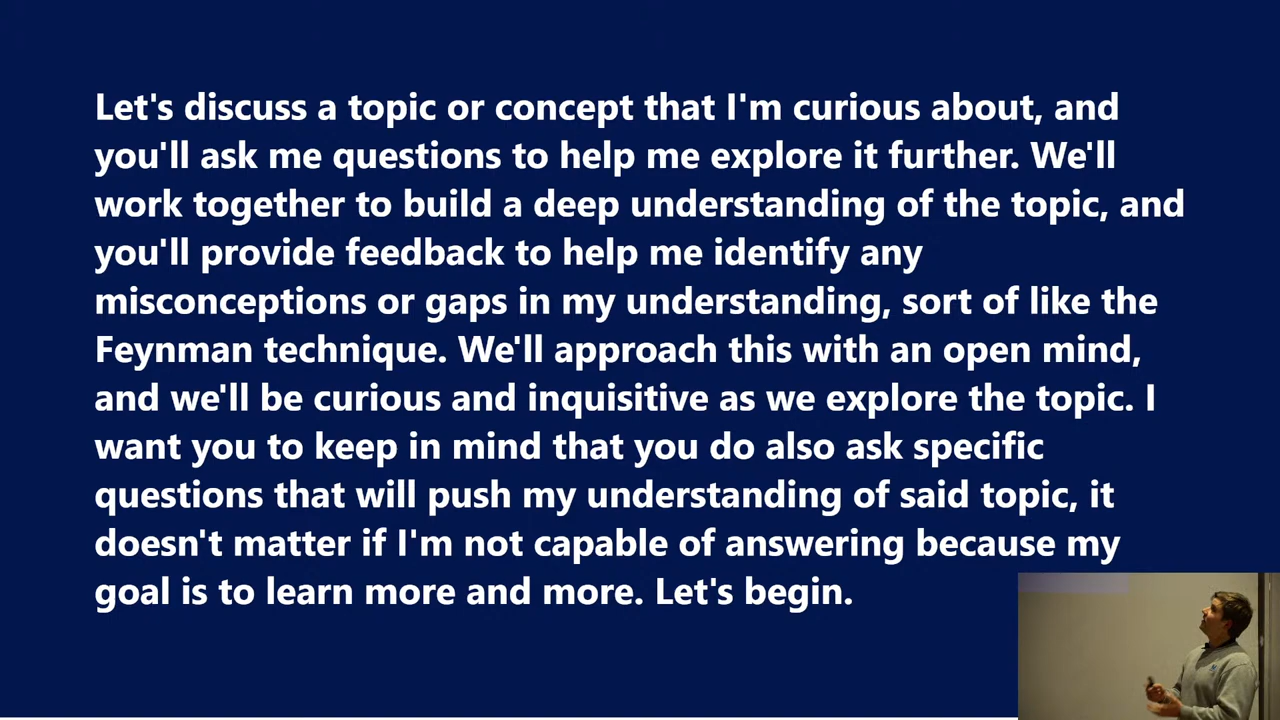 Let's discuss a topic or concept that I'm curious about, and
you'll ask me questions to help me explore it further. We'll
work together to build a deep understanding of the topic, and
you'll provide feedback to help me identify any
misconceptions or gaps in my understanding, sort of like the
Feynman technique. We'll approach this with an open mind,
and we'll be curious and inquisitive as we explore the topic. I
want you to keep in mind that you do also ask specific
questions that will push my understanding of said topic, it
doesn't matter if I'm not capable of answering because my
goal is to learn more and more. Let's begin.